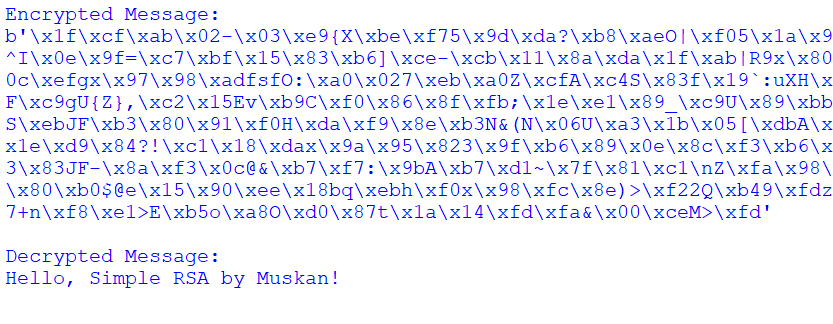 Encrypted Message:
b'\x1f\xcf\xab\x02-\x03\xe9{X\xbe\xf75\x9d\xda?\xb8\xaeO|\xf05\x1a\x9
^I\x0e\x9f=\xc7\xbf\x15\x83\xb6]\xce-\xcb\x11\x8a\xda\x1f\xab|R9x\x80
0c\xefgx\x97\x98\xadfsfO:\xa0\x027\xeb\xa0Z\xcfA\xc4S\x83f\x19`:uXH\x
F\xc9gU{Z},\xc2\x15Ev\xb9C\xf0\x86\x8f\xfb;\x1e\xe1\x89_\xc9U\x89\xbb
S\xebJF\xb3\x80\x91\xf0H\xda\xf9\x8e\xb3N&(N\x06U\xa3\x1b\x05[\xdbA\x
x1e\xd9\x84?!\xc1\x18\xdax\x9a\x95\x823\x9f\xb6\x89\x0e\x8c\xf3\xb6\x
3\x83JF-\x8a\xf3\x0c@&\xb7\xf7:\x9bA\xb7\xd1~\x7f\x81\xc1\nZ\xfa\x98\
\x80\xb0$@e\x15\x90\xee\x18bq\xebh\xf0x\x98\xfc\x8e)>\xf22Q\xb49\xfdz
7+n\xf8\xe1>E\xb5o\xa8O\xd0\x87t\x1a\x14\xfd\xfa&\x00\xceM>\xfd'
Decrypted Message:
Hello, Simple RSA by Muskan!